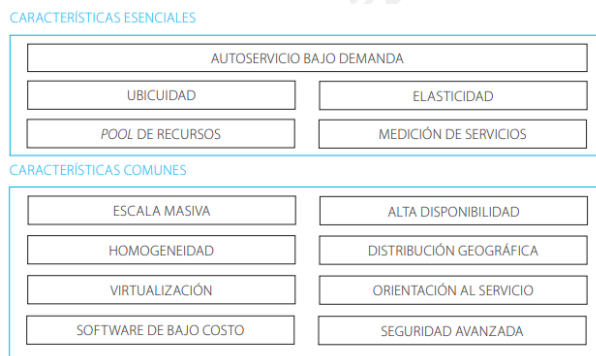 CARACTERÍSTICAS ESENCIALES
AUTOSERVICIO BAJO DEMANDA
UBICUIDAD
ELASTICIDAD
POOL DE RECURSOS
MEDICIÓN DE SERVICIOS
CARACTERÍSTICAS COMUNES
ESCALA MASIVA
ALTA DISPONIBILIDAD
HOMOGENEIDAD
DISTRIBUCIÓN GEOGRÁFICA
VIRTUALIZACIÓN
ORIENTACIÓN AL SERVICIO
SOFTWARE DE BAJO COSTO
SEGURIDAD AVANZADA